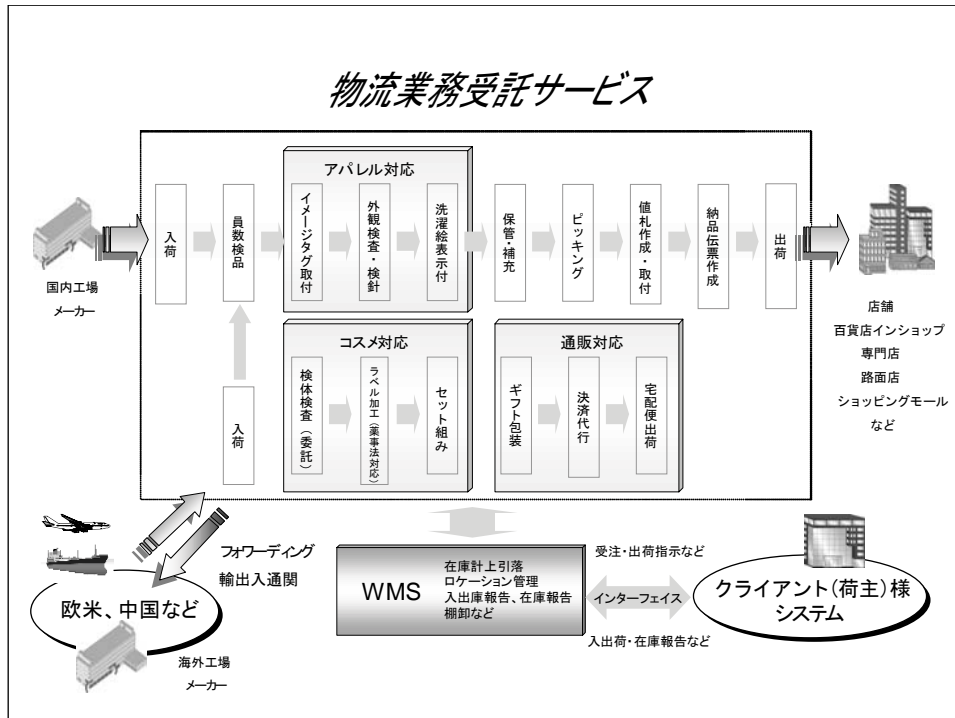 物流業務受託サービス
国内工場
メーカー
入荷
員数検品
アパレル対応
イメージタグ取付
外観検査・検針
洗濯絵表示付
保管・補充
ピッキング
値札作成・取付
納品伝票作成
出荷
店舗
百貨店インショップ
専門店
路面店
ショッピングモール
など
入荷
コスメ対応
検体検査（委託）
ラベル加工（薬事法対応）
セット組み
通販対応
ギフト包装
決済代行
宅配便出荷
フォワーディング
輸出入通関
欧米、中国など
海外工場
メーカー
WMS
在庫計上引落
ロケーション管理
入出庫報告、在庫報告
棚卸など
受注・出荷指示など
インターフェイス
入出荷・在庫報告など
クライアント（荷主）様
システム